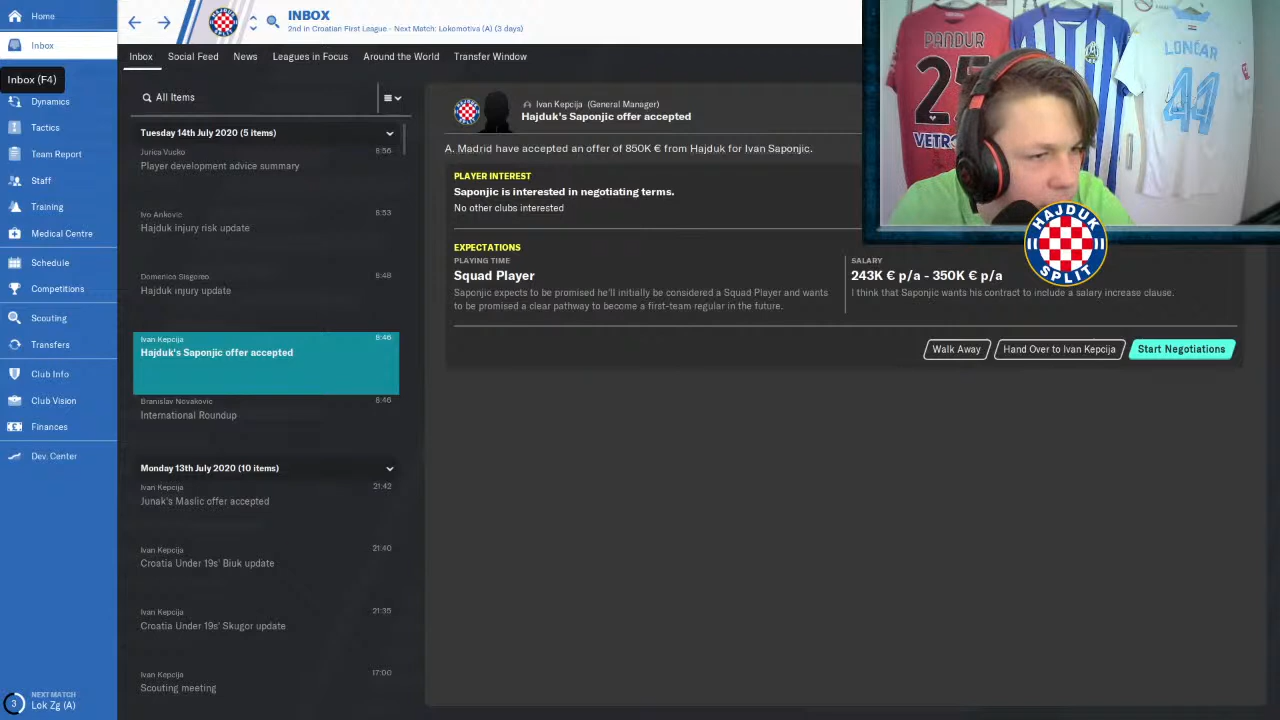 Home
Inbox
Inbox (F4)
Dynamics
Tactics
Team Report
Staff
Training
Medical Centre
Schedule
Competitions
Scouting
Transfers
Club Info
Club Vision
Finances
Dev. Center
3
NEXT MATCH
Lok Zg (A)
INBOX
2nd in Croatian First League - Next Match: Lokomotiva (A) (3 days)
Inbox
Social Feed
News
Leagues in Focus
Around the World
Transfer Window
All Items
Tuesday 14th July 2020 (5 items)
Jurica Vucko 8:56
Player development advice summary
Ivo Ankovic 8:53
Hajduk injury risk update
Domenico Sisgoreo 8:48
Hajduk injury update
Ivan Kepcija 8:46
Hajduk's Saponjic offer accepted
Branislav Novakovic 8:46
International Roundup
Monday 13th July 2020 (10 items)
Ivan Kepcija 21:42
Junak's Maslic offer accepted
Ivan Kepcija 21:40
Croatia Under 19s' Biuk update
Ivan Kepcija 21:35
Croatia Under 19s' Skugor update
Ivan Kepcija 17:00
Scouting meeting
Ivan Kepcija (General Manager)
Hajduk's Saponjic offer accepted
A. Madrid have accepted an offer of 850K € from Hajduk for Ivan Saponjic.
PLAYER INTEREST
Saponjic is interested in negotiating terms.
No other clubs interested
EXPECTATIONS
PLAYING TIME
Squad Player
Saponjic expects to be promised he'll initially be considered a Squad Player and wants
to be promised a clear pathway to become a first-team regular in the future.
SALARY
243K € p/a - 350K € p/a
I think that Saponjic wants his contract to include a salary increase clause.
Walk Away
Hand Over to Ivan Kepcija
Start Negotiations
PANDUR
25
VETRO
LONČAR
44
HAJDUK
SPLIT